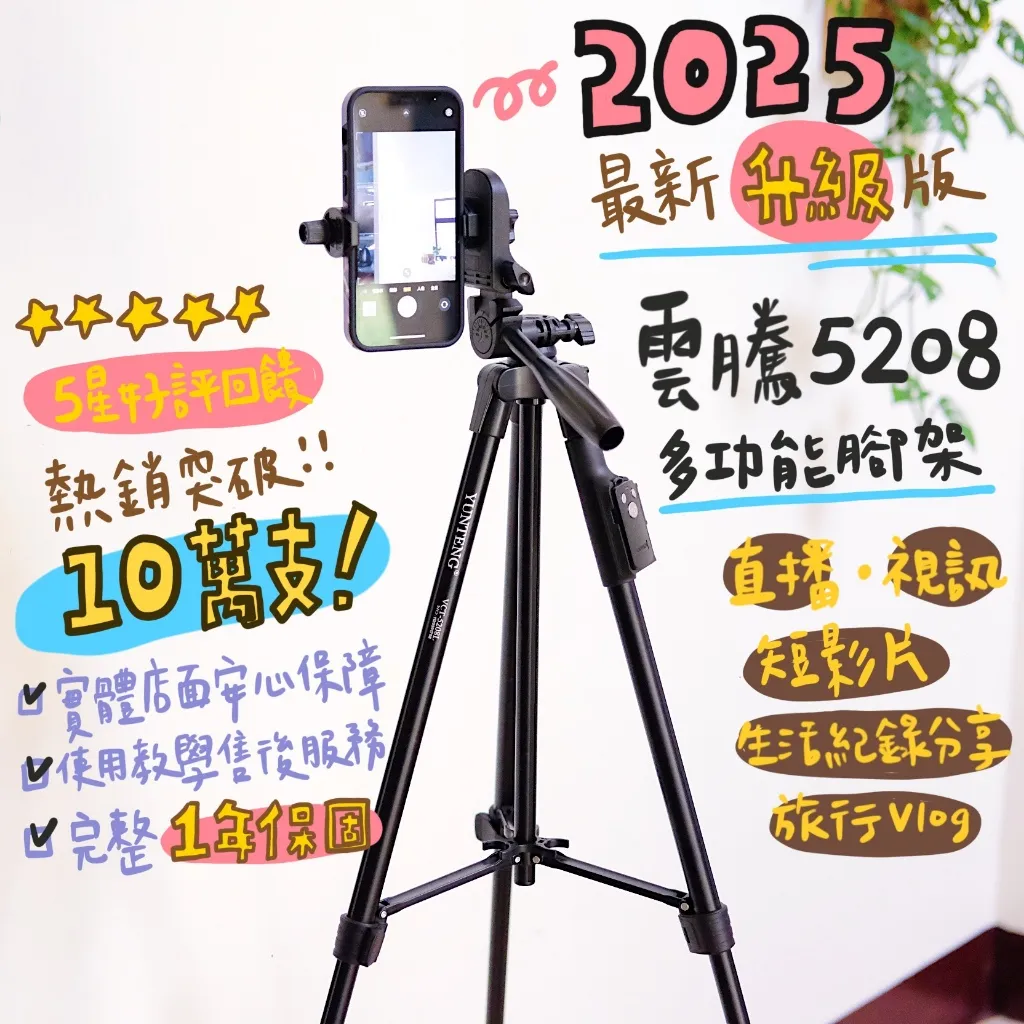 2025
最新升級版
雲騰5208
多功能腳架
5星好評回饋
熱銷突破!!
10萬支!
實體店面安心保障
使用教學售後服務
完整1年保固
直播·視訊
短影片
生活紀錄分享
旅行Vlog
YUNTENG®
VCT-5208L